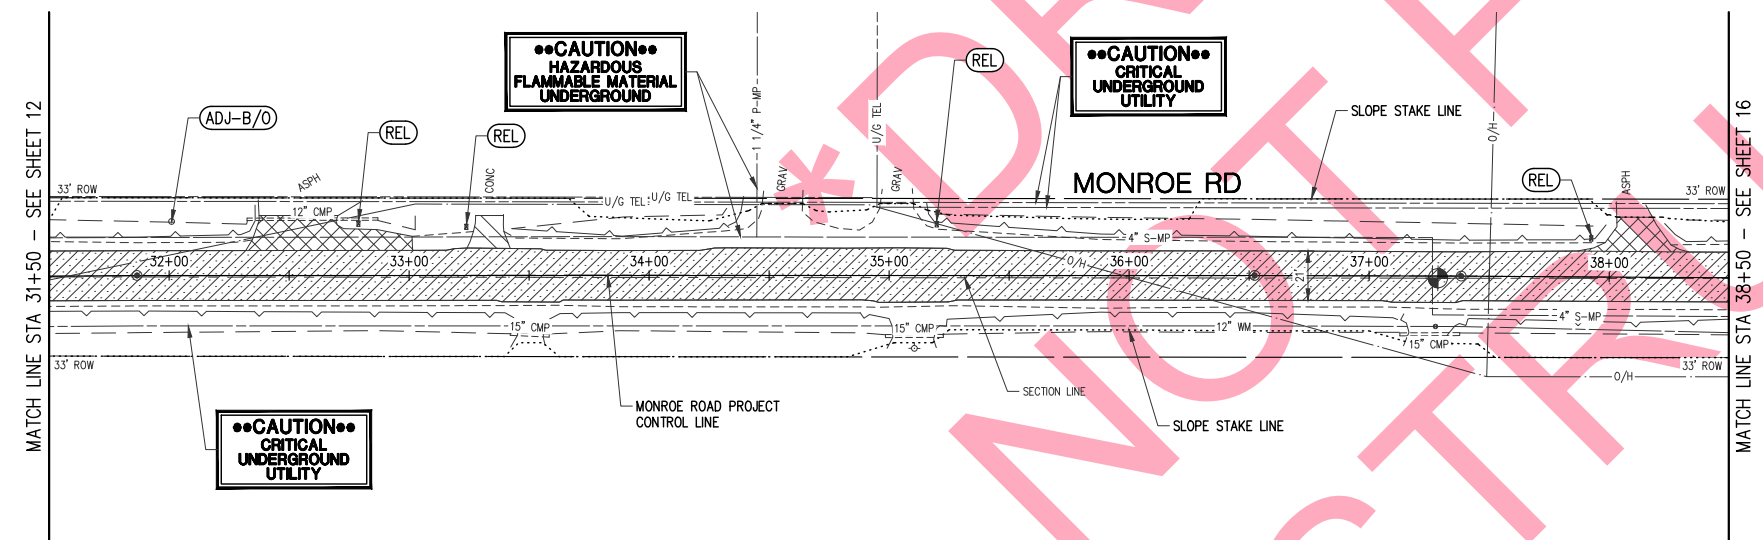 MATCH LINE STA 31+50 - SEE SHEET 12
●●CAUTION●●
HAZARDOUS
FLAMMABLE MATERIAL
UNDERGROUND
●●CAUTION●●
CRITICAL
UNDERGROUND
UTILITY
REL
ADJ-B/O
REL
REL
1 1/4" P-MP
U/G TEL
SLOPE STAKE LINE
O/H
MONROE RD
REL
33' ROW
ASPH
CONC
GRAV
GRAV
ASPH
33' ROW
U/G TEL
U/G TEL
12" CMP
4" S-MP
32+00
33+00
34+00
35+00
O/H
36+00
21'
37+00
38+00
15" CMP
15" CMP
12" WM
4" S-MP
15" CMP
33' ROW
33' ROW
O/H
SECTION LINE
MONROE ROAD PROJECT
CONTROL LINE
SLOPE STAKE LINE
●●CAUTION●●
CRITICAL
UNDERGROUND
UTILITY
MATCH LINE STA 38+50 - SEE SHEET 16